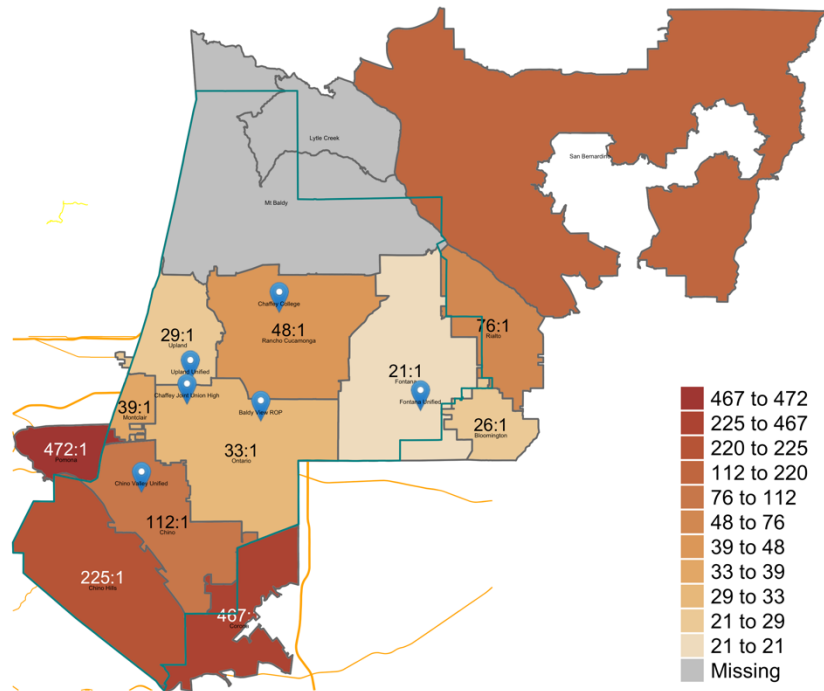 Lytle Creek
San Bernardin
Mt Baldy
Chaffey College
48:1
Rancho Cucamonga
29:1
Upland
Upland Unified
76:1
Rialto
21:1
Fontana
Fontana Unified
Chaffey Joint Union High
39:1
Montclair
Baldy View ROP
26:1
Bloomington
33:1
Ontario
472:1
Pomona
Chino Valley Unified
112:1
Chino
225:1
Chino Hills
467:
Corona
467 to 472
225 to 467
220 to 225
112 to 220
76 to 112
48 to 76
39 to 48
33 to 39
29 to 33
21 to 29
21 to 21
Missing